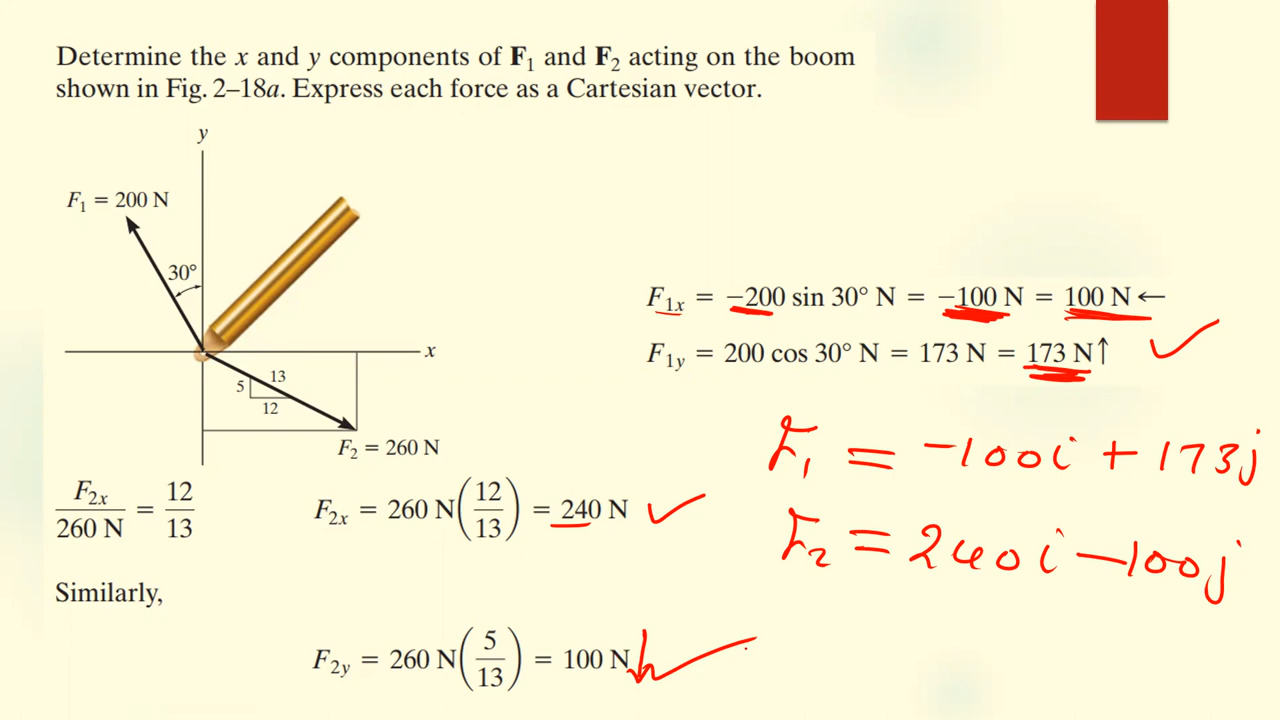 Determine the x and y components of F₁ and F₂ acting on the boom
shown in Fig. 2–18a. Express each force as a Cartesian vector.
y
F₁ = 200 N
30°
x
13
5
12
F₂ = 260 N
F₁ₓ = −200 sin 30° N = −100 N = 100 N ←
F₁y = 200 cos 30° N = 173 N = 173 N↑
F₁ = -100i + 173j
F₂ = 240i - 100j
F₂ₓ/260 N = 12/13
F₂ₓ = 260 N(12/13) = 240 N
Similarly,
F₂y = 260 N(5/13) = 100 N↓